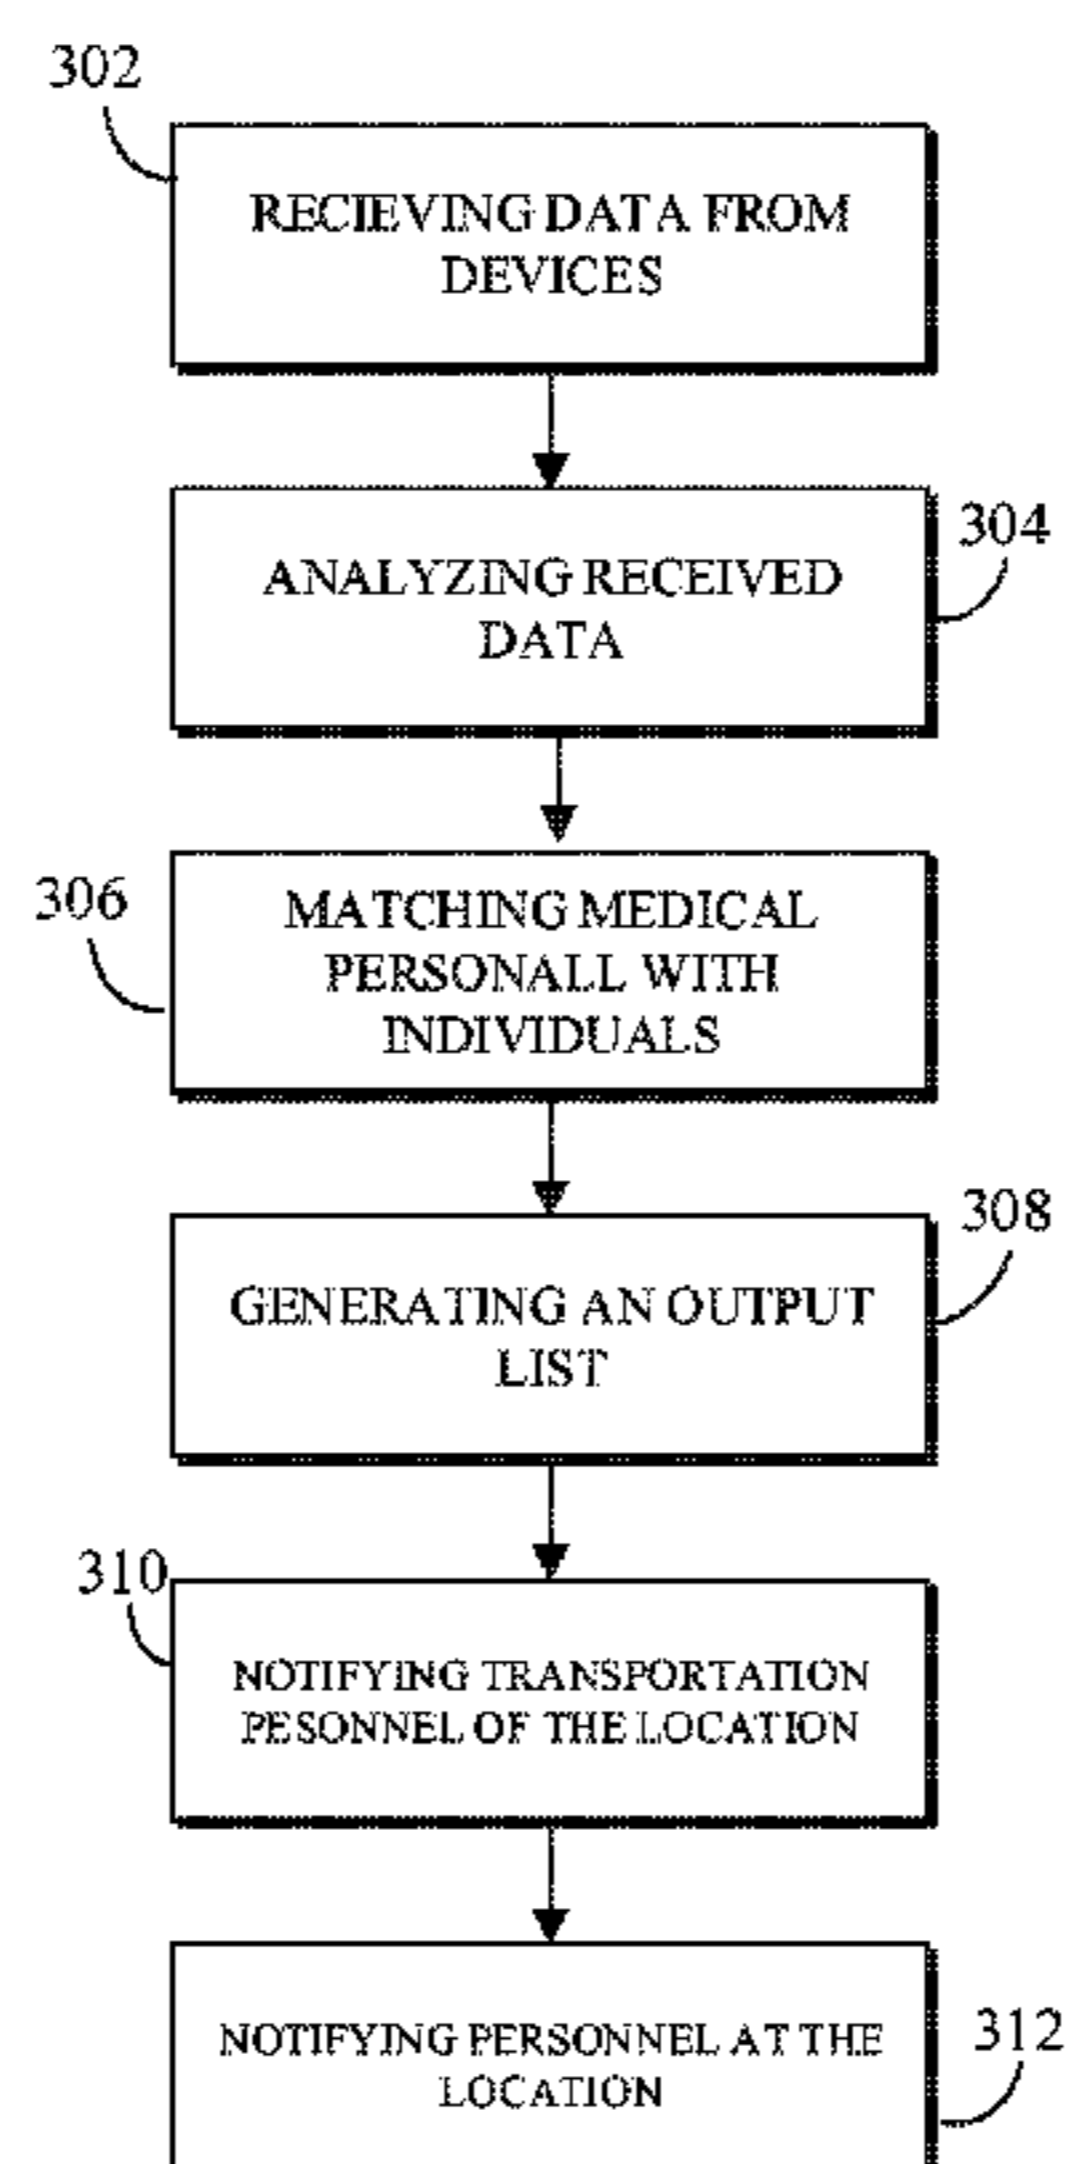 302
RECIEVING DATA FROM
DEVICES
304
ANALYZING RECEIVED
DATA
306
MATCHING MEDICAL
PERSONALL WITH
INDIVIDUALS
308
GENERATING AN OUTPUT
LIST
310
NOTIFYING TRANSPORTATION
PESONNEL OF THE LOCATION
312
NOTIFYING PERSONNEL AT THE
LOCATION